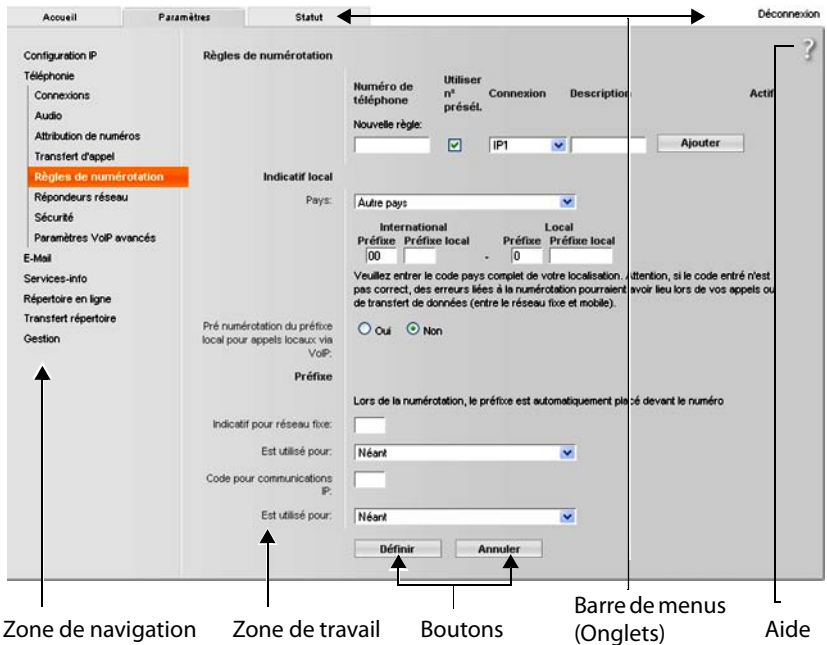 Accueil Paramètres Statut Déconnexion
Configuration IP
Téléphonie
Connexions
Audio
Attribution de numéros
Transfert d'appel
Règles de numérotation
Répondeurs réseau
Sécurité
Paramètres VoIP avancés
E-Mail
Services-info
Répertoire en ligne
Transfert répertoire
Gestion
Règles de numérotation
?
Numéro de téléphone Utiliser n° présél. Connexion Description Actif
Nouvelle règle:
IP1 Ajouter
Indicatif local
Pays: Autre pays
International Local
Préfixe Préfixe local Préfixe Préfixe local
00 - 0
Veuillez entrer le code pays complet de votre localisation. Attention, si le code entré n'est
pas correct, des erreurs liées à la numérotation pourraient avoir lieu lors de vos appels ou
de transfert de données (entre le réseau fixe et mobile).
Pré numérotation du préfixe
local pour appels locaux via
VoIP:
Oui Non
Préfixe
Lors de la numérotation, le préfixe est automatiquement placé devant le numéro
Indicatif pour réseau fixe:
Est utilisé pour: Néant
Code pour communications
IP:
Est utilisé pour: Néant
Définir Annuler
Zone de navigation
Zone de travail
Boutons
Barre de menus
(Onglets)
Aide